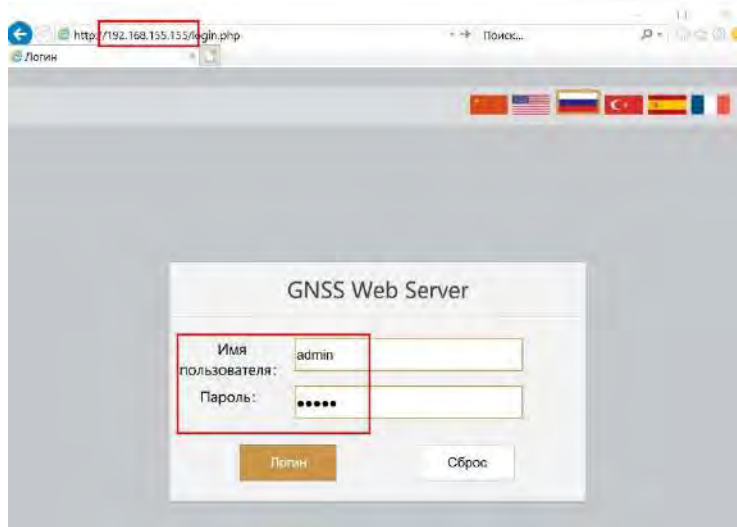 http://192.168.155.155/login.php
Поиск...
Логин
GNSS Web Server
Имя
пользователя:
admin
Пароль:
•••••
Логин
Сброс